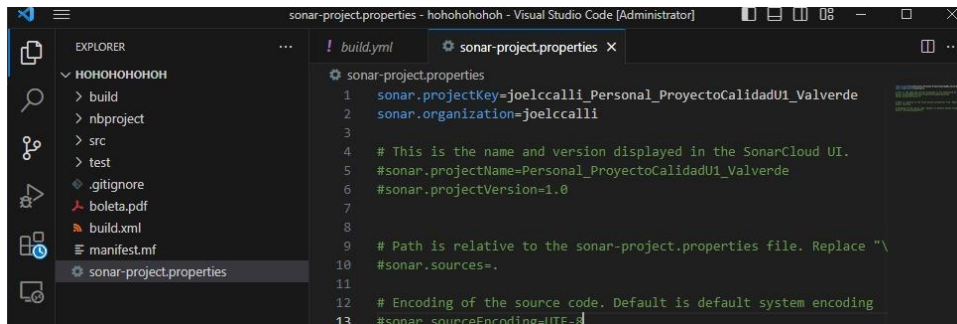 sonar-project.properties - hohohohohoh - Visual Studio Code [Administrator]
EXPLORER
HOHOHOHOHOH
build
nbproject
src
test
.gitignore
boleta.pdf
build.xml
manifest.mf
sonar-project.properties
build.yml
sonar-project.properties
sonar-project.properties
1 sonar.projectKey=joelccalli_Personal_ProyectoCalidadU1_Valverde
2 sonar.organization=joelccalli
3
4 # This is the name and version displayed in the SonarCloud UI.
5 #sonar.projectName=Personal_ProyectoCalidadU1_Valverde
6 #sonar.projectVersion=1.0
7
8
9 # Path is relative to the sonar-project.properties file. Replace "\
10 #sonar.sources=.
11
12 # Encoding of the source code. Default is default system encoding
13 #sonar.sourceEncoding=UTF-8